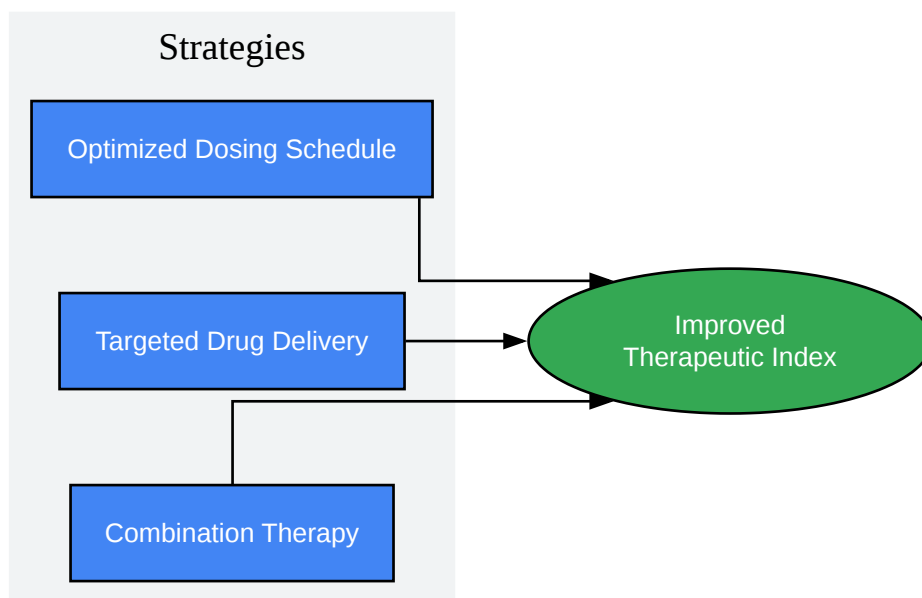 Strategies
Optimized Dosing Schedule
Targeted Drug Delivery
Improved
Therapeutic Index
Combination Therapy